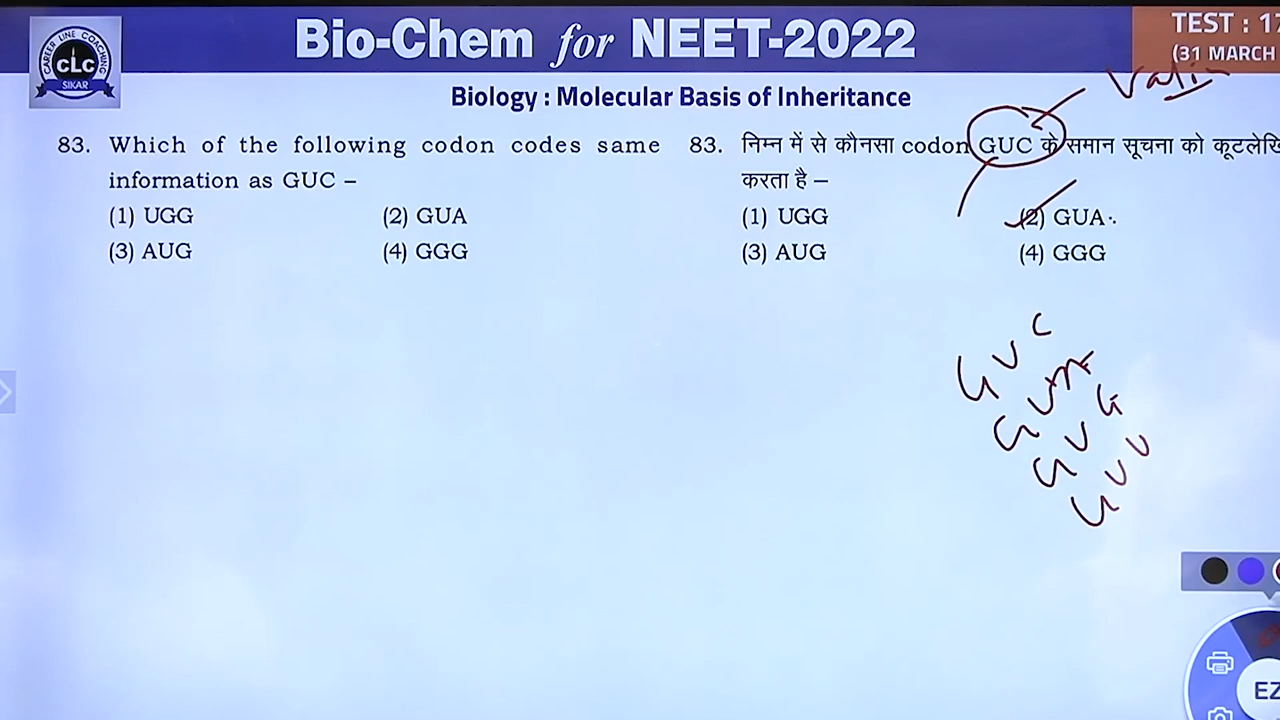 CAREER LINE COACHING
CLC
SIKAR
Bio-Chem for NEET-2022
TEST : 17
(31 MARCH
Biology : Molecular Basis of Inheritance
83. Which of the following codon codes same
information as GUC –
(1) UGG (2) GUA
(3) AUG (4) GGG
83. निम्न में से कौनसा codon GUC के समान सूचना को कूटलेखि
करता है –
(1) UGG (2) GUA
(3) AUG (4) GGG
Valin
GUC
GU
GUG
GUU
EZ